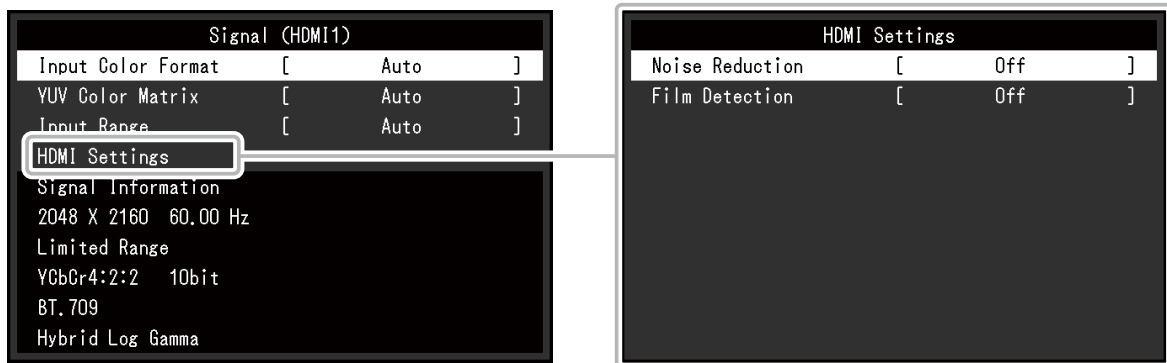 Signal (HDMI1)
Input Color Format [ Auto ]
YUV Color Matrix [ Auto ]
Input Range [ Auto ]
HDMI Settings
Signal Information
2048 X 2160 60.00 Hz
Limited Range
YCbCr4:2:2 10bit
BT.709
Hybrid Log Gamma
HDMI Settings
Noise Reduction [ Off ]
Film Detection [ Off ]